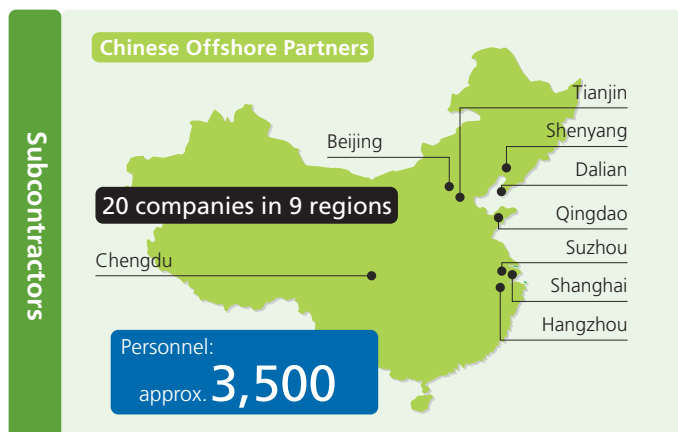 Subcontractors
Chinese Offshore Partners
Tianjin
Shenyang
Beijing
Dalian
20 companies in 9 regions
Qingdao
Suzhou
Chengdu
Shanghai
Hangzhou
Personnel:
approx. 3,500